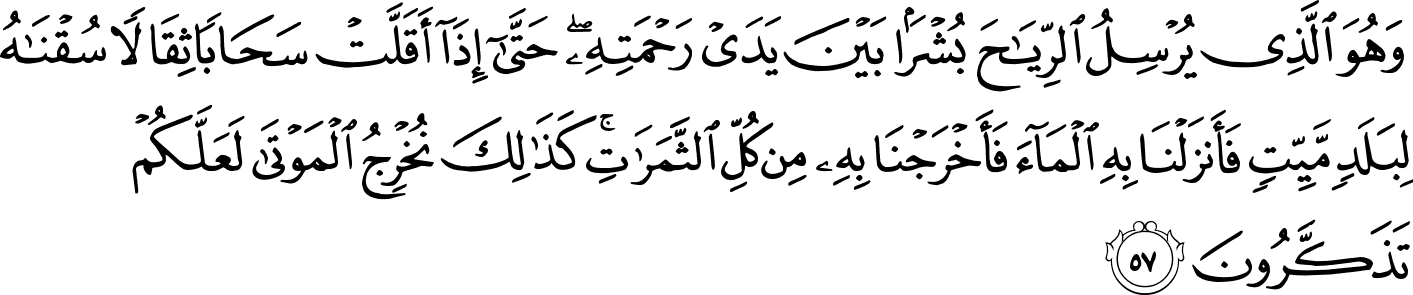 وَهُوَ ٱلَّذِى يُرْسِلُ ٱلرِّيَـٰحَ بُشْرًۢا بَيْنَ يَدَىْ رَحْمَتِهِۦ ۖ حَتَّىٰٓ إِذَآ أَقَلَّتْ سَحَابًا ثِقَالًا سُقْنَـٰهُ
لِبَلَدٍ مَّيِّتٍ فَأَنزَلْنَا بِهِ ٱلْمَآءَ فَأَخْرَجْنَا بِهِۦ مِن كُلِّ ٱلثَّمَرَٰتِ ۚ كَذَٰلِكَ نُخْرِجُ ٱلْمَوْتَىٰ لَعَلَّكُمْ
تَذَكَّرُونَ ٥٧